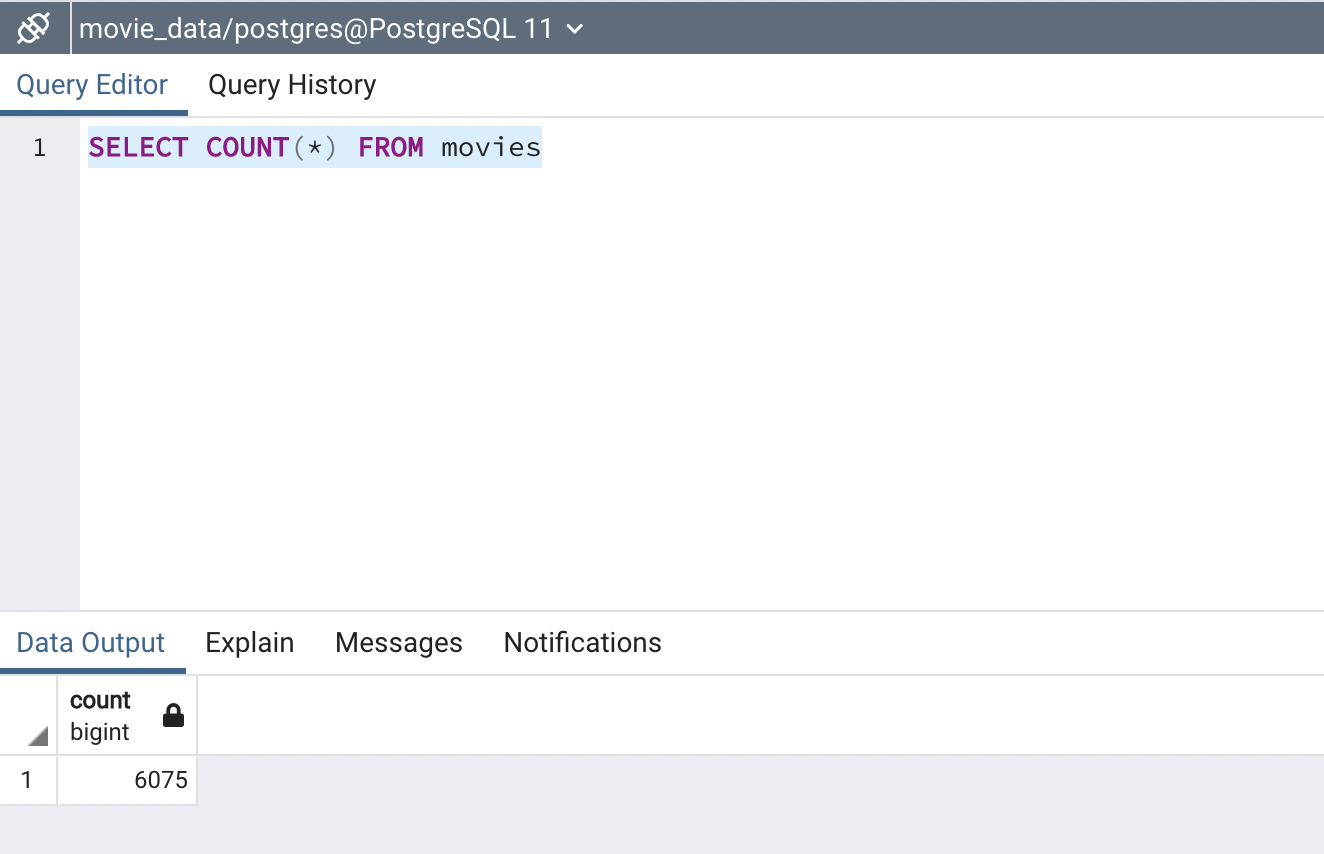 movie_data/postgres@PostgreSQL 11
Query Editor Query History
1 SELECT COUNT(*) FROM movies
Data Output Explain Messages Notifications
count
bigint
1 6075